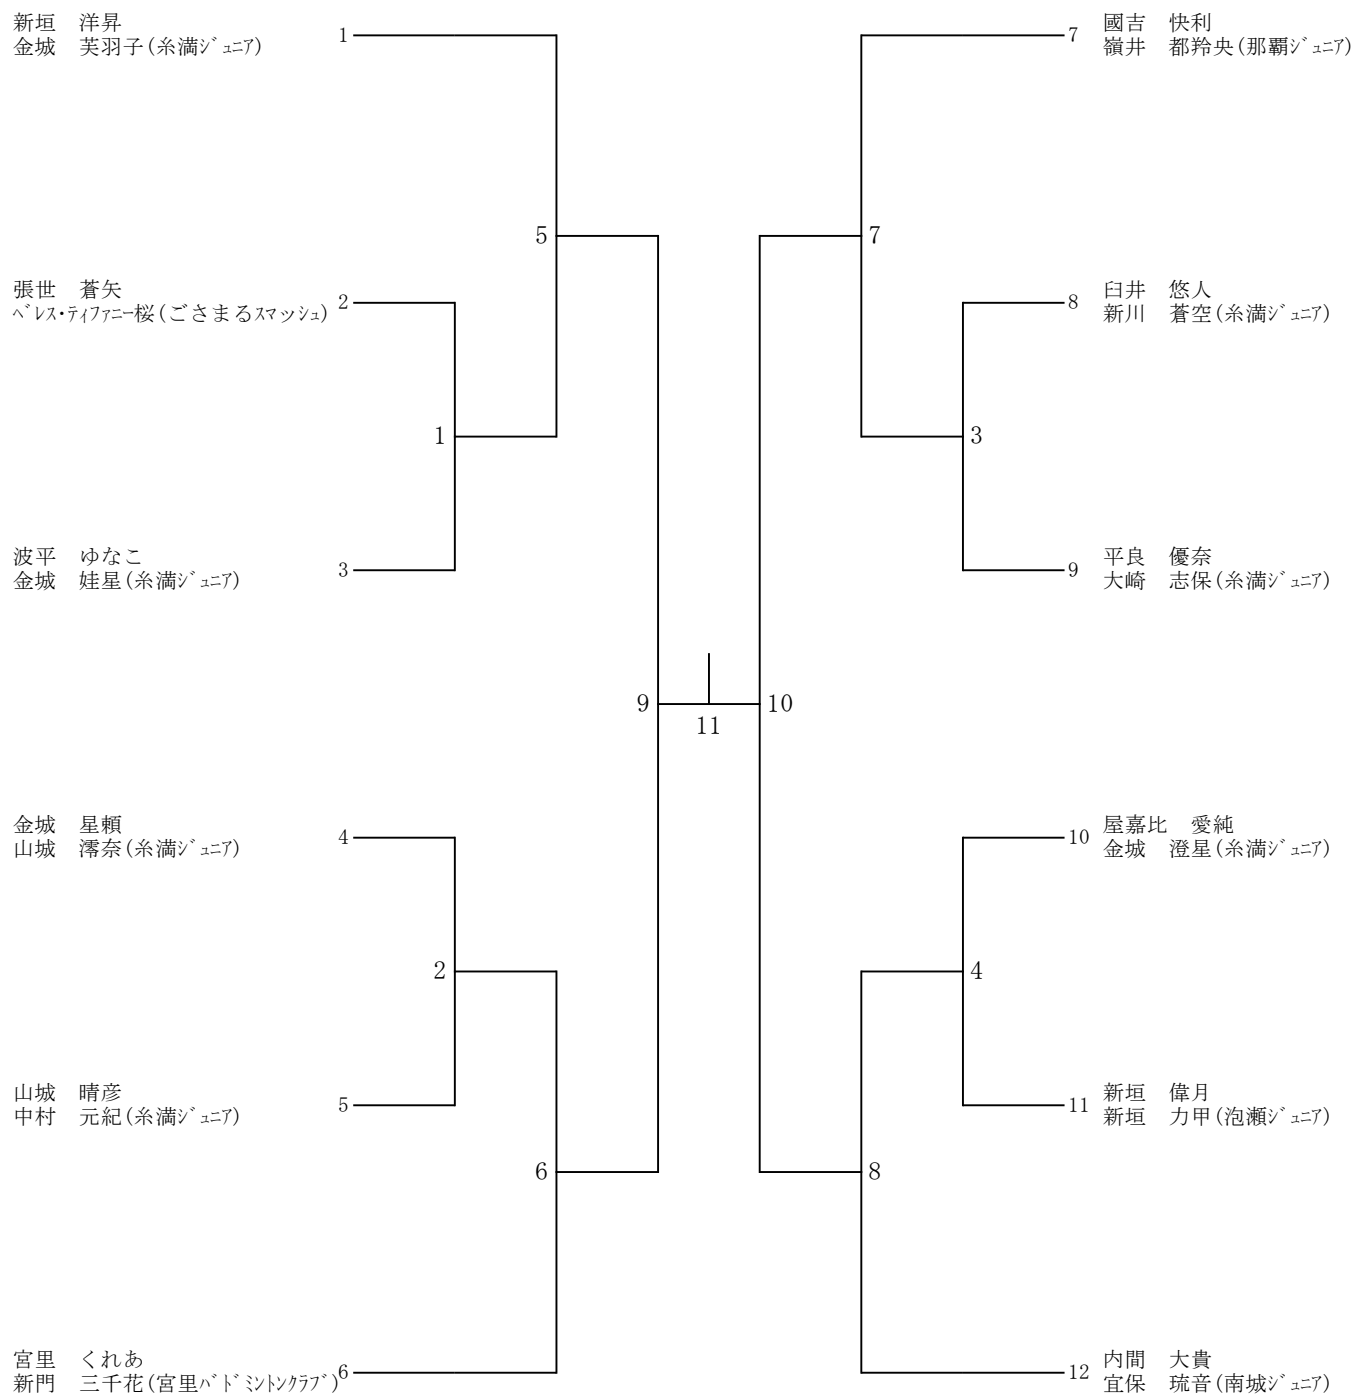 新垣　洋昇
金城　芙羽子(糸満ｼﾞｭﾆｱ)
1
張世　蒼矢
ﾍﾞﾚｽ・ﾃｨﾌｧﾆｰ桜(ごさまるｽﾏｯｼｭ)
2
波平　ゆなこ
金城　娃星(糸満ｼﾞｭﾆｱ)
3
金城　星頼
山城　澪奈(糸満ｼﾞｭﾆｱ)
4
山城　晴彦
中村　元紀(糸満ｼﾞｭﾆｱ)
5
宮里　くれあ
新門　三千花(宮里ﾊﾞﾄﾞﾐﾝﾄﾝｸﾗﾌﾞ)
6
5
1
2
6
9
11
10
7
3
4
8
7
國吉　快利
嶺井　都羚央(那覇ｼﾞｭﾆｱ)
8
臼井　悠人
新川　蒼空(糸満ｼﾞｭﾆｱ)
9
平良　優奈
大崎　志保(糸満ｼﾞｭﾆｱ)
10
屋嘉比　愛純
金城　澄星(糸満ｼﾞｭﾆｱ)
11
新垣　偉月
新垣　力甲(泡瀬ｼﾞｭﾆｱ)
12
内間　大貴
宜保　琉音(南城ｼﾞｭﾆｱ)